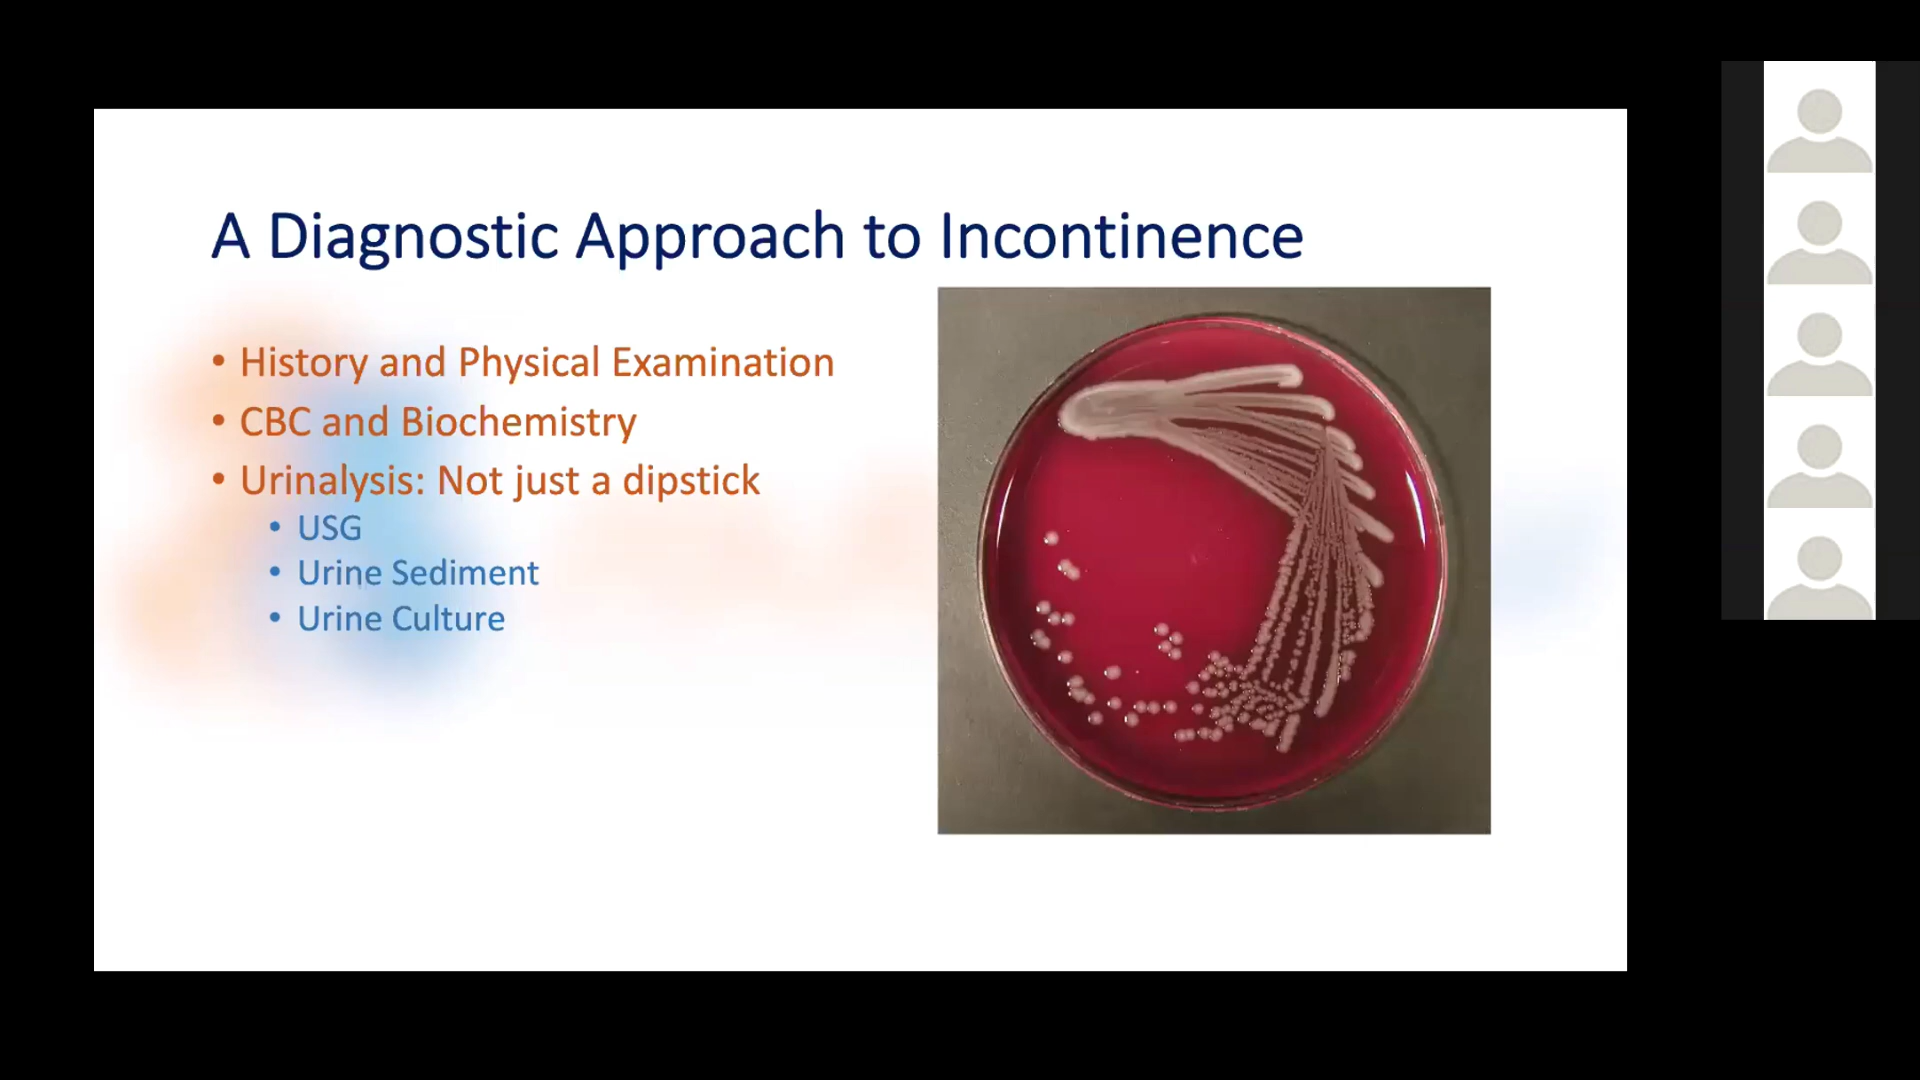 A Diagnostic Approach to Incontinence
• History and Physical Examination
• CBC and Biochemistry
• Urinalysis: Not just a dipstick
• USG
• Urine Sediment
• Urine Culture